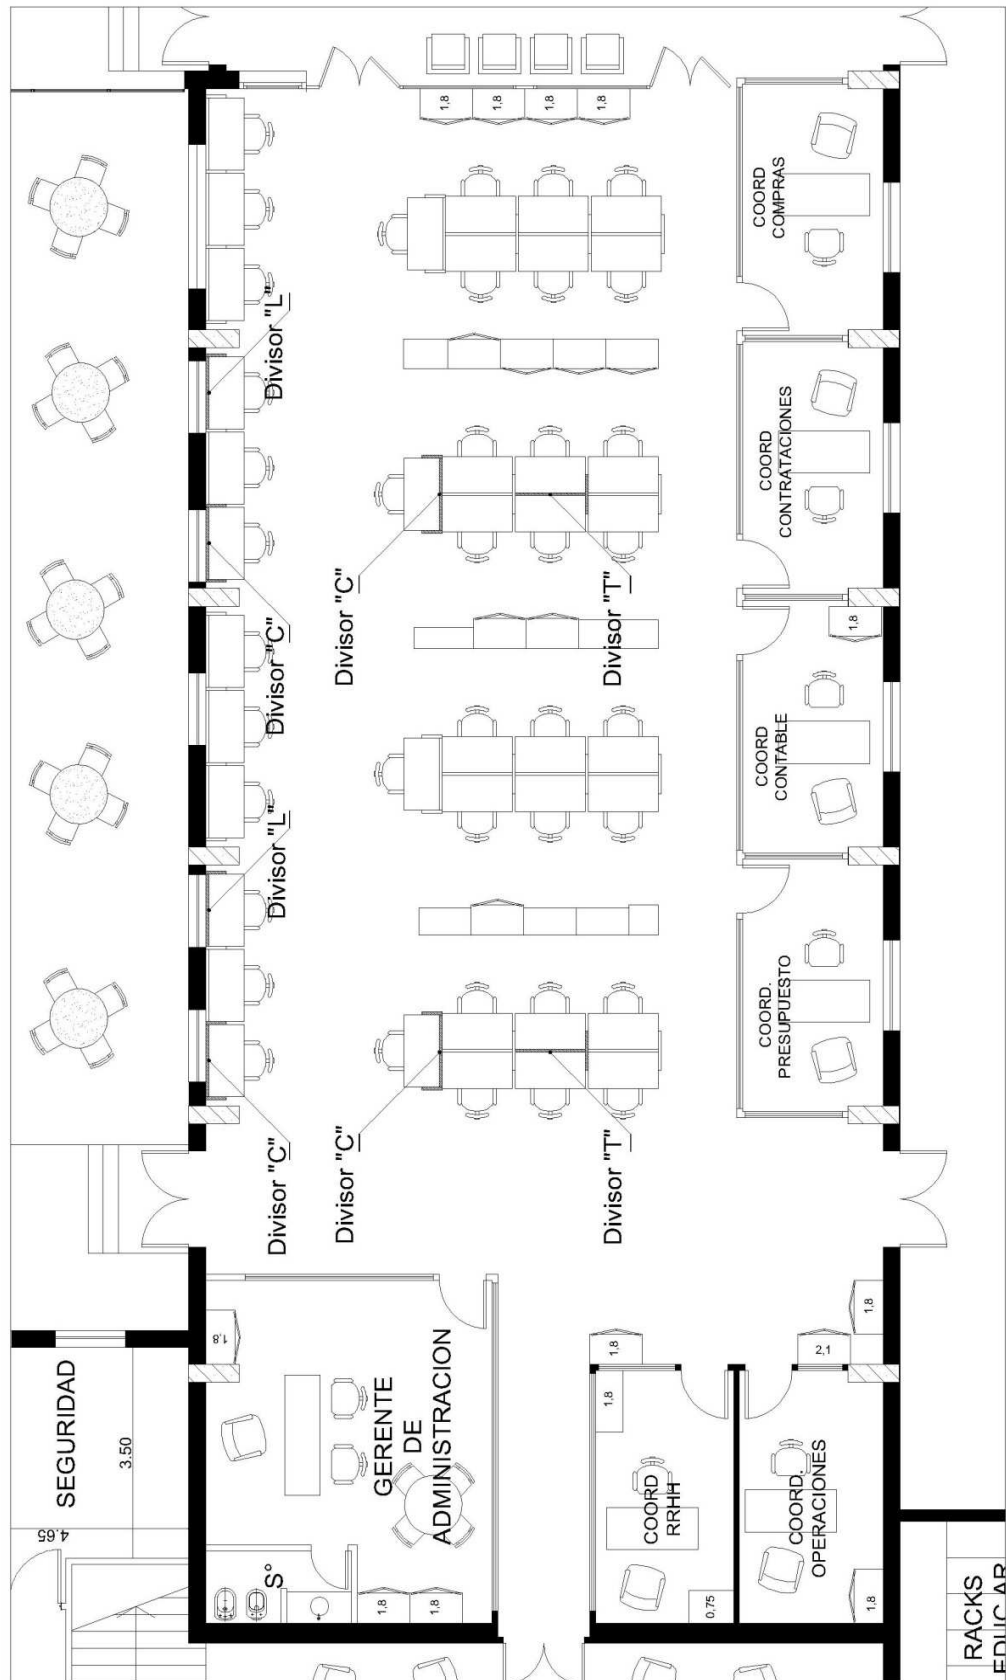 1,8
1,8
1,8
1,8
COORD
COMPRAS
Divisor "L"
COORD
CONTRATACIONES
Divisor "C"
Divisor "C"
Divisor "T"
1,8
COORD
CONTABLE
Divisor "L"
COORD.
PRESUPUESTO
Divisor "C"
Divisor "C"
Divisor "T"
1,8
1,8
2,1
1,8
SEGURIDAD
3.50
4.65
GERENTE
DE
ADMINISTRACION
1,8
COORD
RRHH
COORD.
OPERACIONES
S°
1,8
1,8
0,75
1,8
RACKS
EDUCAR